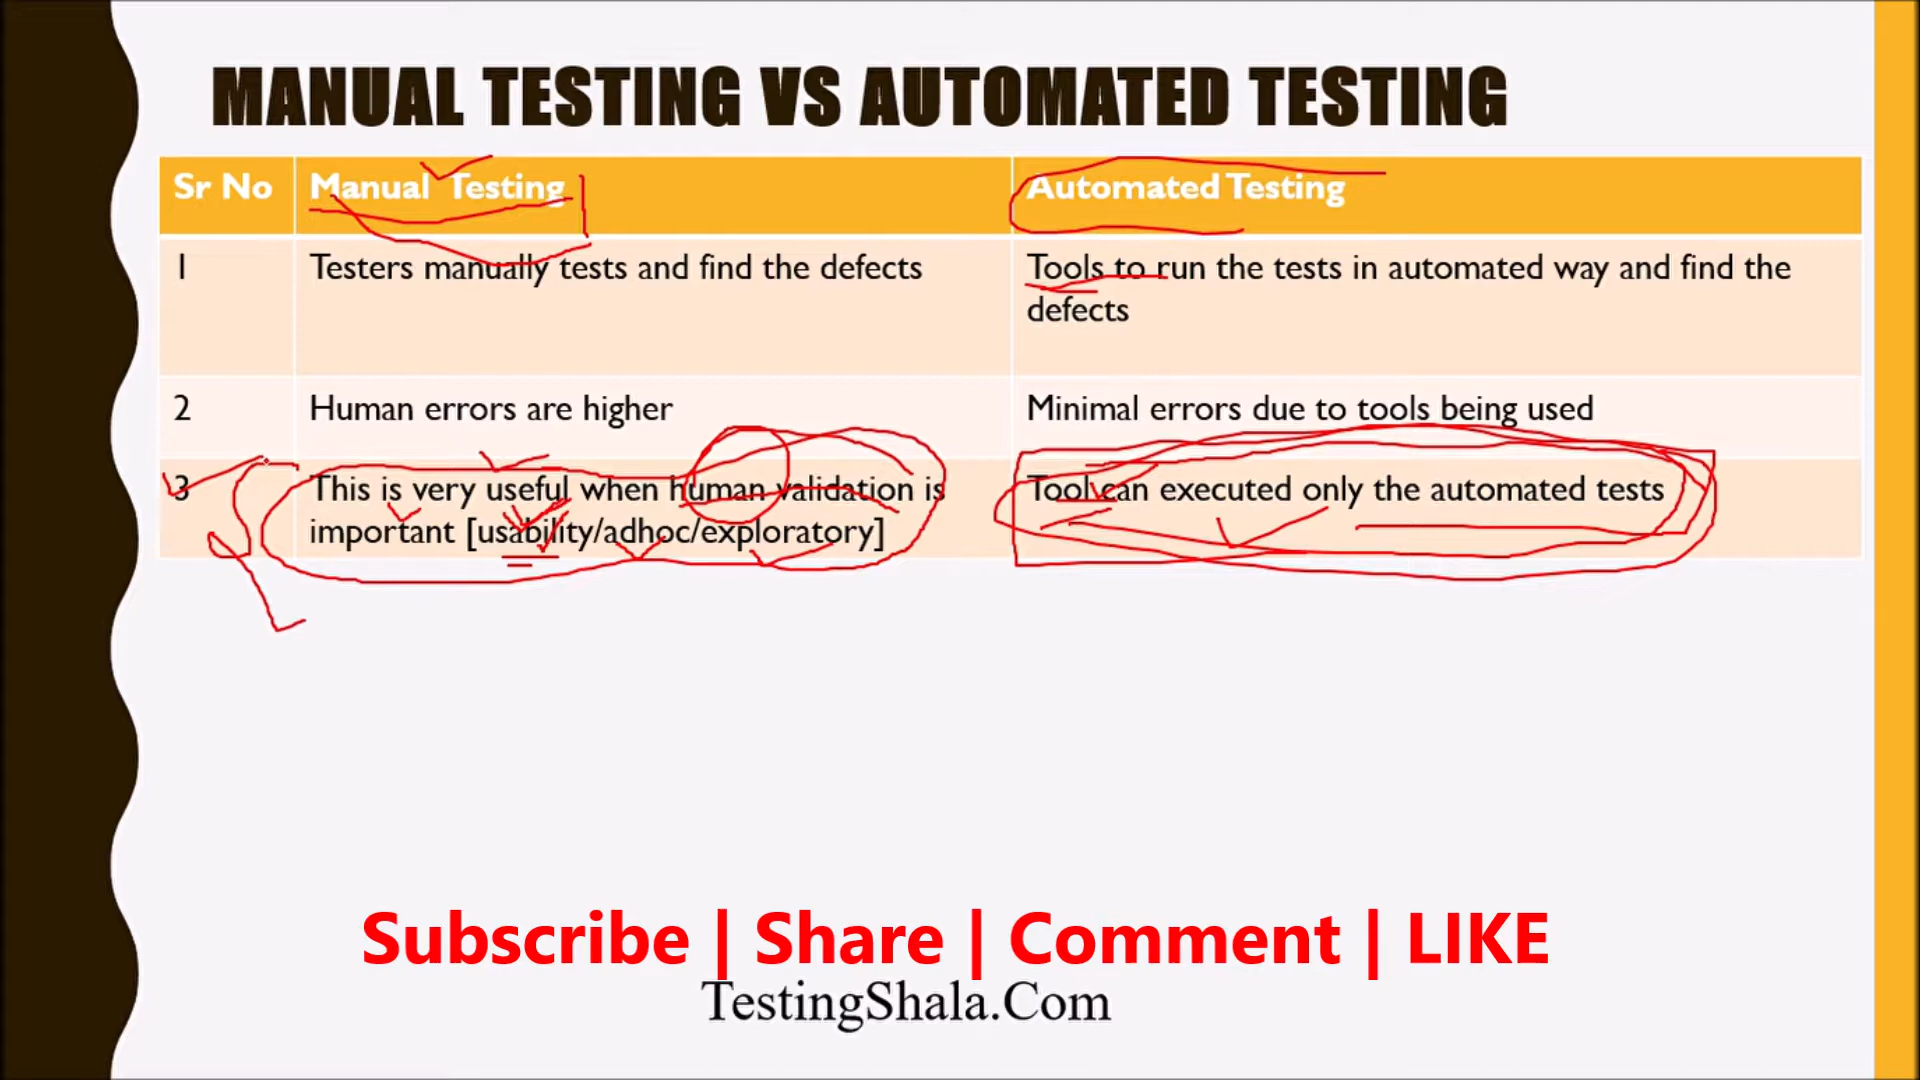 MANUAL TESTING VS AUTOMATED TESTING
Sr No Manual Testing Automated Testing
1 Testers manually tests and find the defects Tools to run the tests in automated way and find the
defects
2 Human errors are higher Minimal errors due to tools being used
3 This is very useful when human validation is Tool can executed only the automated tests
important [usability/adhoc/exploratory]
Subscribe | Share | Comment | LIKE
TestingShala.Com